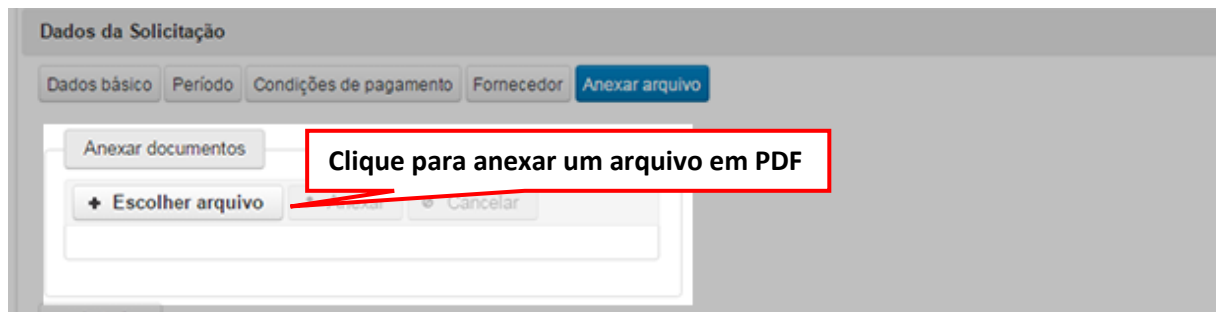 Dados da Solicitação
Dados básico Período Condições de pagamento Fornecedor Anexar arquivo
Anexar documentos
Clique para anexar um arquivo em PDF
+ Escolher arquivo Anexar Cancelar